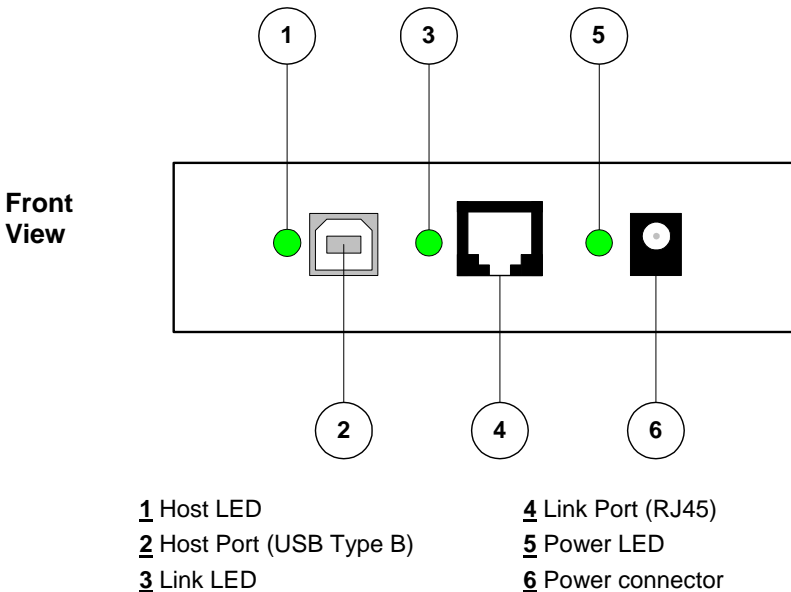 1 3 5
Front
View
2 4 6
1 Host LED
2 Host Port (USB Type B)
3 Link LED
4 Link Port (RJ45)
5 Power LED
6 Power connector